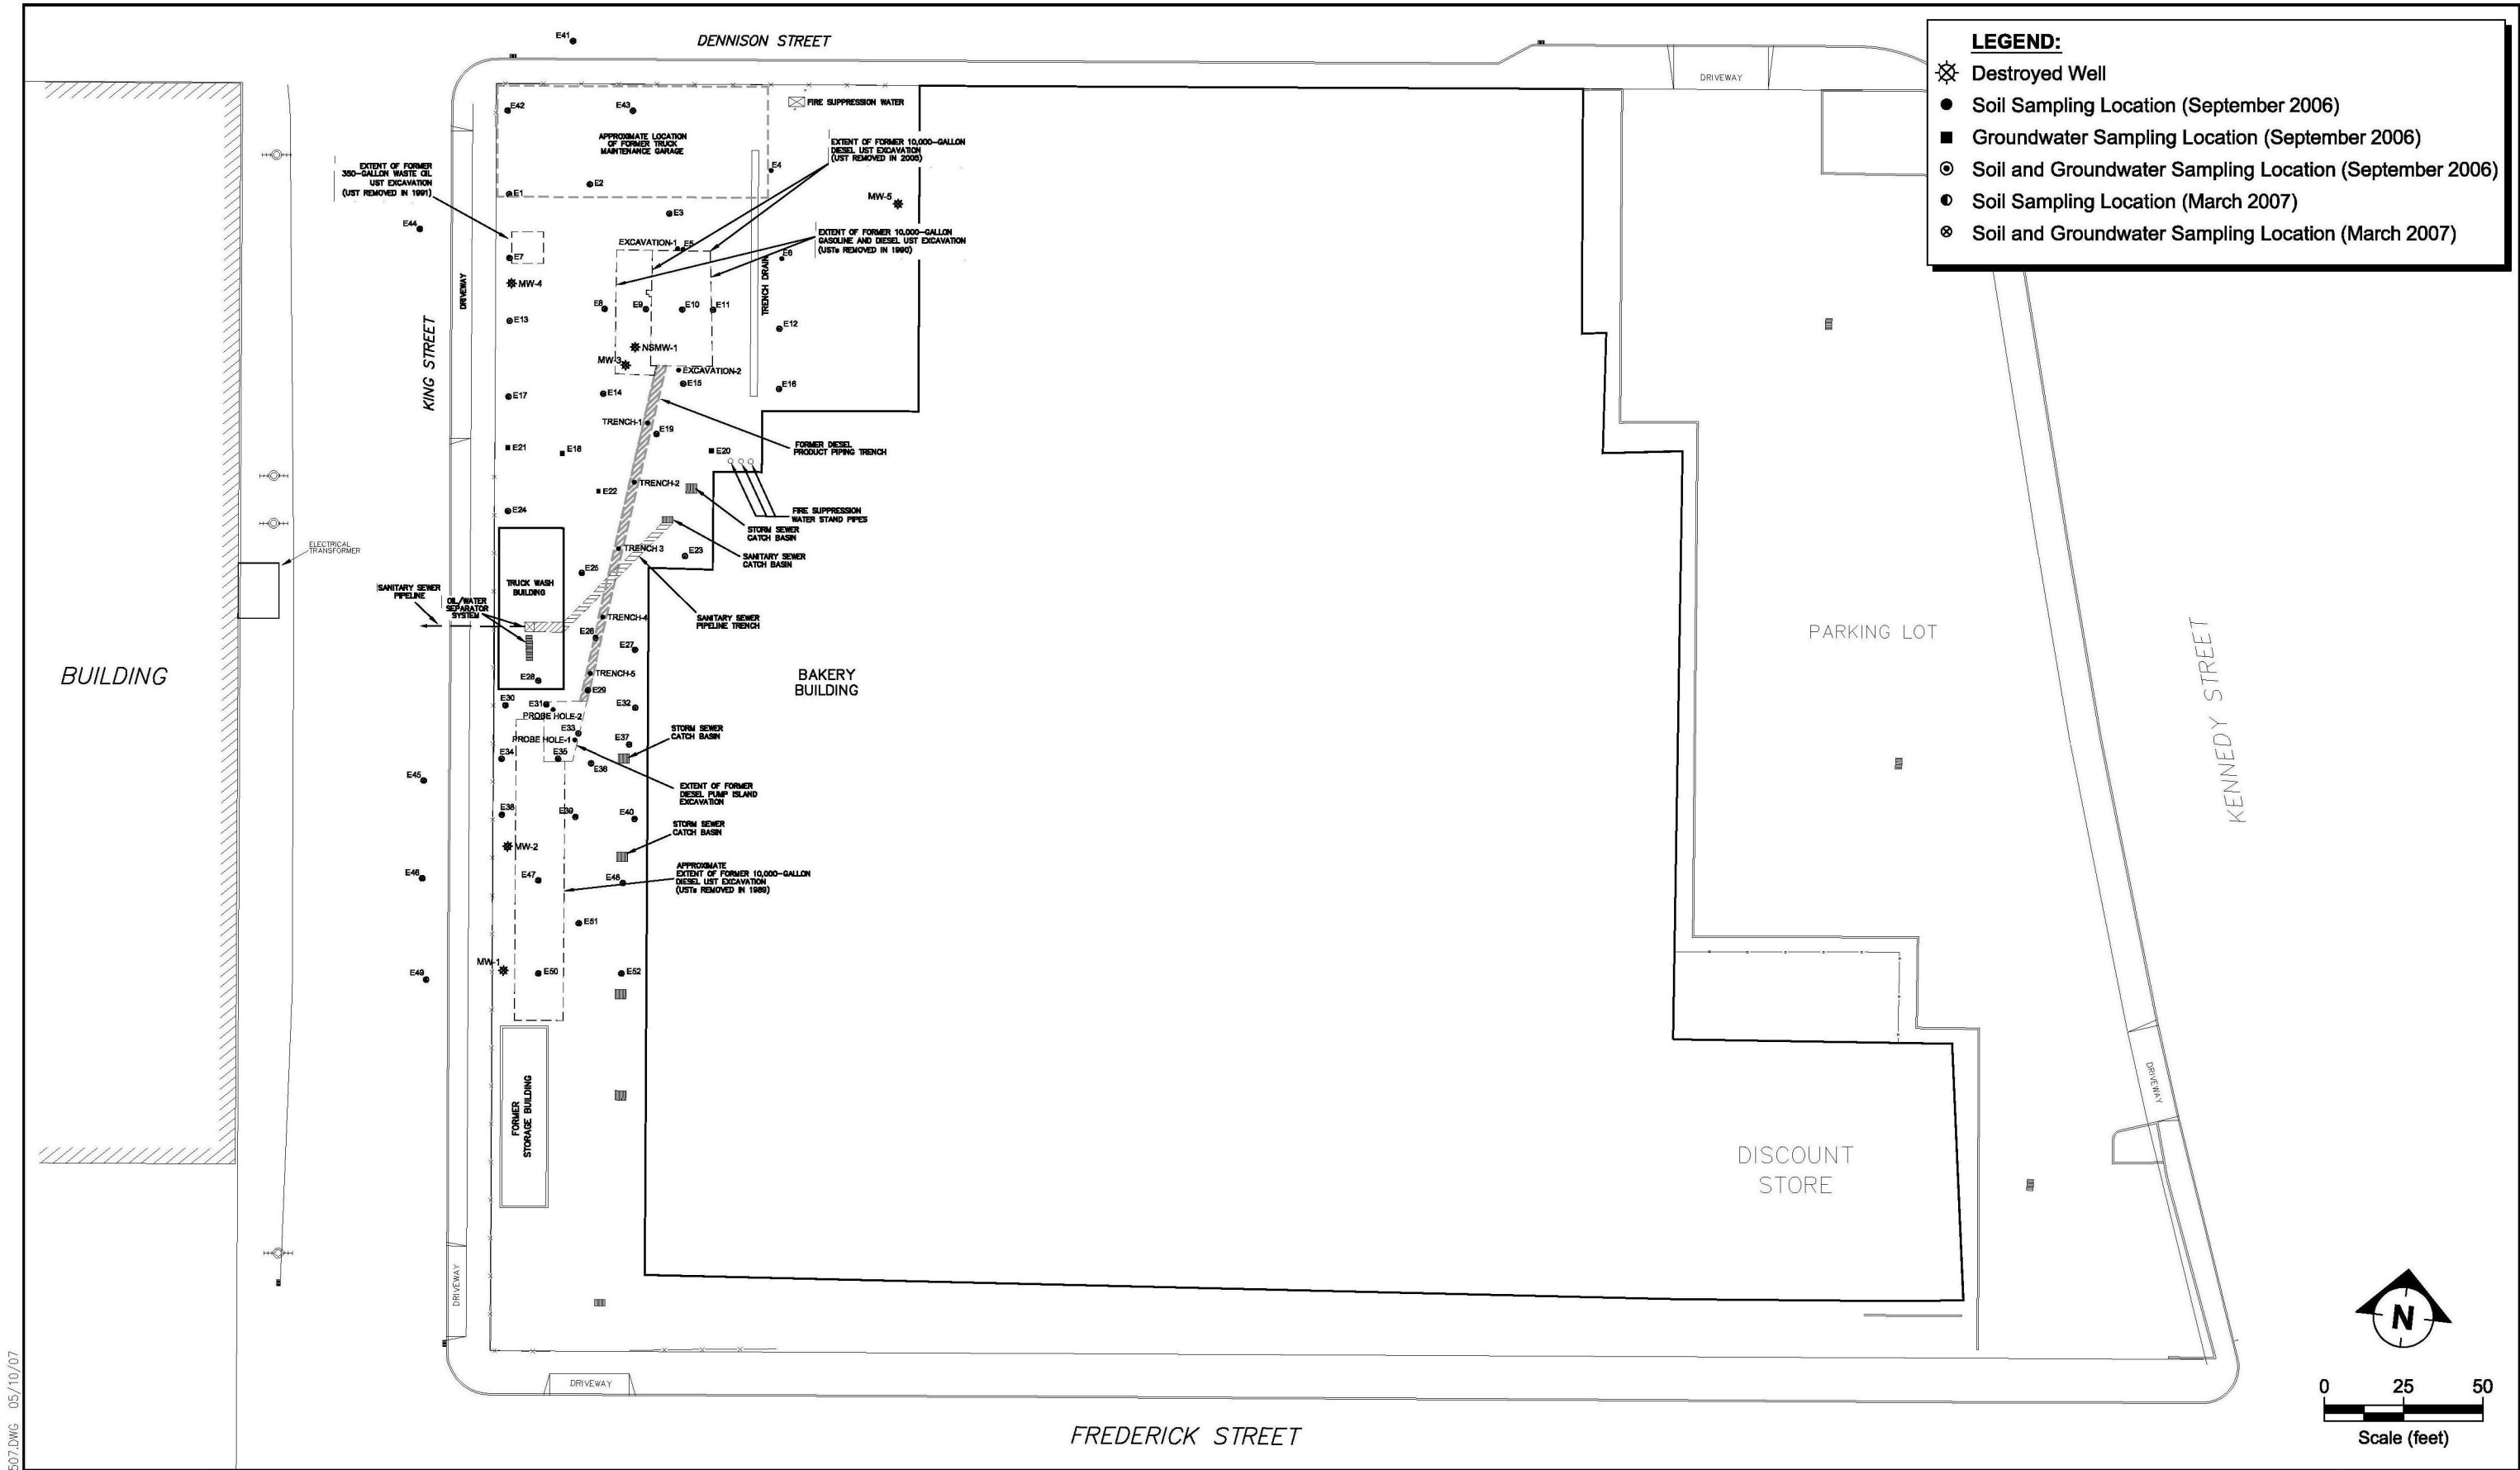 DENNISON STREET
LEGEND:
Destroyed Well
Soil Sampling Location (September 2006)
Groundwater Sampling Location (September 2006)
Soil and Groundwater Sampling Location (September 2006)
Soil Sampling Location (March 2007)
Soil and Groundwater Sampling Location (March 2007)
DRIVEWAY
E41
E42
E43
FIRE SUPPRESSION WATER
APPROXIMATE LOCATION
OF FORMER TRUCK
MAINTENANCE GARAGE
EXTENT OF FORMER 10,000-GALLON
DIESEL UST EXCAVATION
(UST REMOVED IN 2005)
EXTENT OF FORMER
350-GALLON WASTE OIL
UST EXCAVATION
(UST REMOVED IN 1991)
E4
E2
E1
MW-5
E3
E44
EXTENT OF FORMER 10,000-GALLON
GASOLINE AND DIESEL UST EXCAVATION
(USTs REMOVED IN 1990)
EXCAVATION-1
E5
E6
E7
MW-4
DRIVEWAY
TRENCH DRAIN
E8
E9
E10
E11
E13
E12
KING STREET
NSMW-1
MW-3
EXCAVATION-2
E15
E16
E14
E17
TRENCH-1
E19
E21
E18
E20
FORMER DIESEL
PRODUCT PIPING TRENCH
TRENCH-2
E22
E24
FIRE SUPPRESSION
WATER STAND PIPES
STORM SEWER
CATCH BASIN
TRENCH 3
E23
SANITARY SEWER
CATCH BASIN
ELECTRICAL
TRANSFORMER
E25
TRUCK WASH
BUILDING
SANITARY SEWER
PIPELINE
OIL/WATER
SEPARATOR
SYSTEM
TRENCH-4
SANITARY SEWER
PIPELINE TRENCH
E26
E27
PARKING LOT
KENNEDY STREET
BUILDING
BAKERY
BUILDING
TRENCH-5
E28
E29
E30
E31
E32
PROBE HOLE-2
E33
PROBE HOLE-1
E37
STORM SEWER
CATCH BASIN
E34
E35
E36
E45
EXTENT OF FORMER
DIESEL PUMP ISLAND
EXCAVATION
E38
E39
E40
STORM SEWER
CATCH BASIN
MW-2
E46
E47
E48
APPROXIMATE
EXTENT OF FORMER 10,000-GALLON
DIESEL UST EXCAVATION
(USTs REMOVED IN 1989)
E51
MW-1
E49
E50
E52
FORMER
STORAGE BUILDING
DRIVEWAY
DISCOUNT
STORE
DRIVEWAY
DRIVEWAY
FREDERICK STREET
N
0 25 50
Scale (feet)
507.DWG 05/10/07